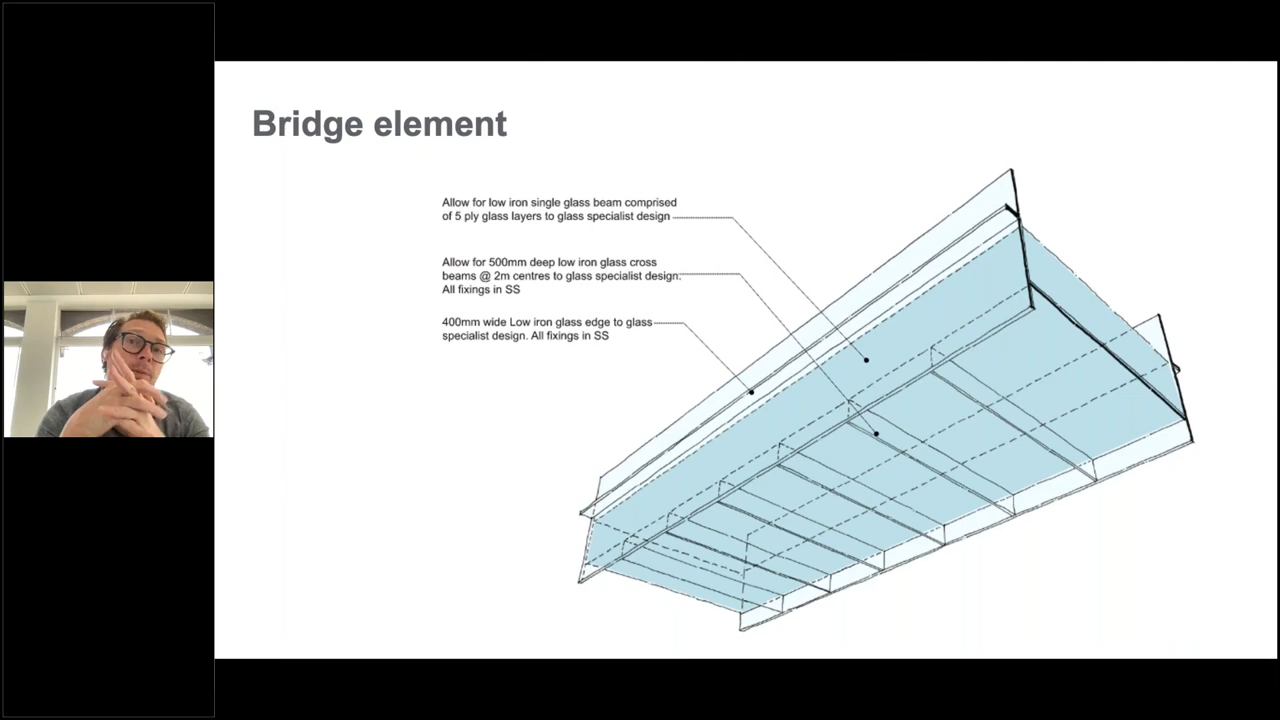 Bridge element
Allow for low iron single glass beam comprised
of 5 ply glass layers to glass specialist design
Allow for 500mm deep low iron glass cross
beams @ 2m centres to glass specialist design.
All fixings in SS
400mm wide Low iron glass edge to glass
specialist design. All fixings in SS